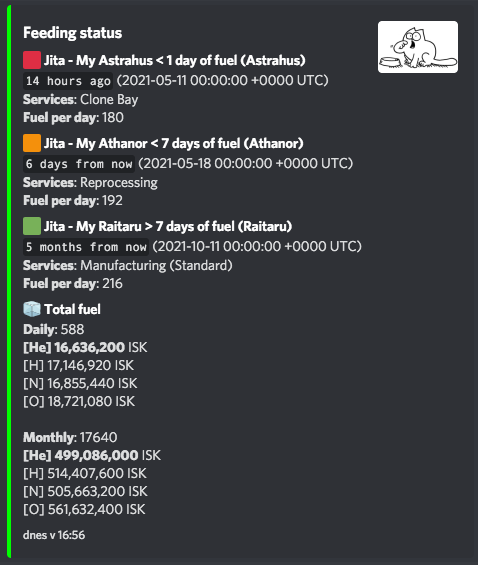 Feeding status
Jita - My Astrahus < 1 day of fuel (Astrahus)
14 hours ago (2021-05-11 00:00:00 +0000 UTC)
Services: Clone Bay
Fuel per day: 180
Jita - My Athanor < 7 days of fuel (Athanor)
6 days from now (2021-05-18 00:00:00 +0000 UTC)
Services: Reprocessing
Fuel per day: 192
Jita - My Raitaru > 7 days of fuel (Raitaru)
5 months from now (2021-10-11 00:00:00 +0000 UTC)
Services: Manufacturing (Standard)
Fuel per day: 216
Total fuel
Daily: 588
[He] 16,636,200 ISK
[H] 17,146,920 ISK
[N] 16,855,440 ISK
[O] 18,721,080 ISK
Monthly: 17640
[He] 499,086,000 ISK
[H] 514,407,600 ISK
[N] 505,663,200 ISK
[O] 561,632,400 ISK
dnes v 16:56